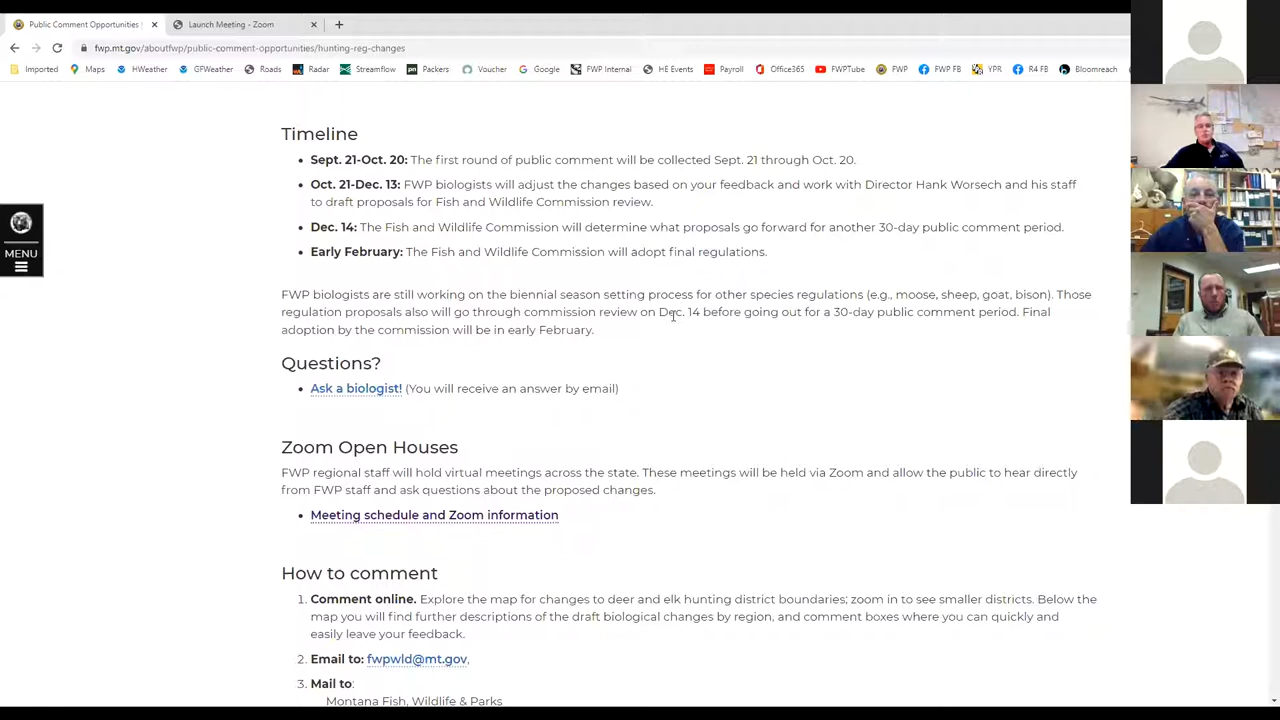 Public Comment Opportunities
Launch Meeting - Zoom
fwp.mt.gov/aboutfwp/public-comment-opportunities/hunting-reg-changes
Imported Maps HWeather GFWeather Roads Radar Streamflow Packers Voucher Google FWP Internal HE Events Payroll Office365 FWPTube FWP FWP FB YPR R4 FB Bloomreach
MENU
Timeline
• Sept. 21-Oct. 20: The first round of public comment will be collected Sept. 21 through Oct. 20.
• Oct. 21-Dec. 13: FWP biologists will adjust the changes based on your feedback and work with Director Hank Worsech and his staff
to draft proposals for Fish and Wildlife Commission review.
• Dec. 14: The Fish and Wildlife Commission will determine what proposals go forward for another 30-day public comment period.
• Early February: The Fish and Wildlife Commission will adopt final regulations.
FWP biologists are still working on the biennial season setting process for other species regulations (e.g., moose, sheep, goat, bison). Those
regulation proposals also will go through commission review on Dec. 14 before going out for a 30-day public comment period. Final
adoption by the commission will be in early February.
Questions?
• Ask a biologist! (You will receive an answer by email)
Zoom Open Houses
FWP regional staff will hold virtual meetings across the state. These meetings will be held via Zoom and allow the public to hear directly
from FWP staff and ask questions about the proposed changes.
• Meeting schedule and Zoom information
How to comment
1. Comment online. Explore the map for changes to deer and elk hunting district boundaries; zoom in to see smaller districts. Below the
map you will find further descriptions of the draft biological changes by region, and comment boxes where you can quickly and
easily leave your feedback.
2. Email to: fwpwld@mt.gov,
3. Mail to:
Montana Fish, Wildlife & Parks